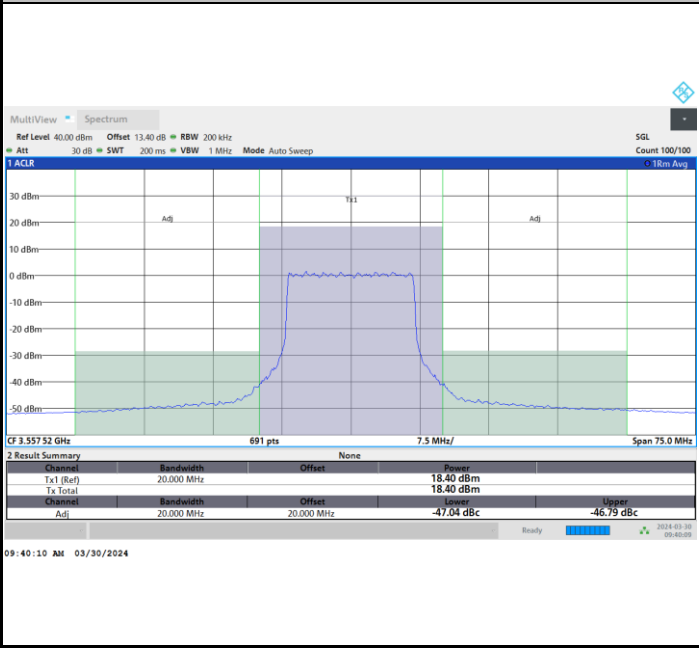 MultiView Spectrum
Ref Level 40.00 dBm Offset 13.40 dB RBW 200 kHz SGL
Att 30 dB SWT 200 ms VBW 1 MHz Mode Auto Sweep Count 100/100
1 ACLR 1Rm Avg
30 dBm
Tx1
20 dBm
Adj Adj
10 dBm
0 dBm
-10 dBm
-20 dBm
-30 dBm
-40 dBm
-50 dBm
CF 3.557 52 GHz 691 pts 7.5 MHz/ Span 75.0 MHz
2 Result Summary None
Channel Bandwidth Offset Power
Tx1 (Ref) 20.000 MHz 18.40 dBm
Tx Total 18.40 dBm
Channel Bandwidth Offset Lower Upper
Adj 20.000 MHz 20.000 MHz -47.04 dBc -46.79 dBc
Ready 2024-03-30
09:40:09
09:40:10 AM 03/30/2024